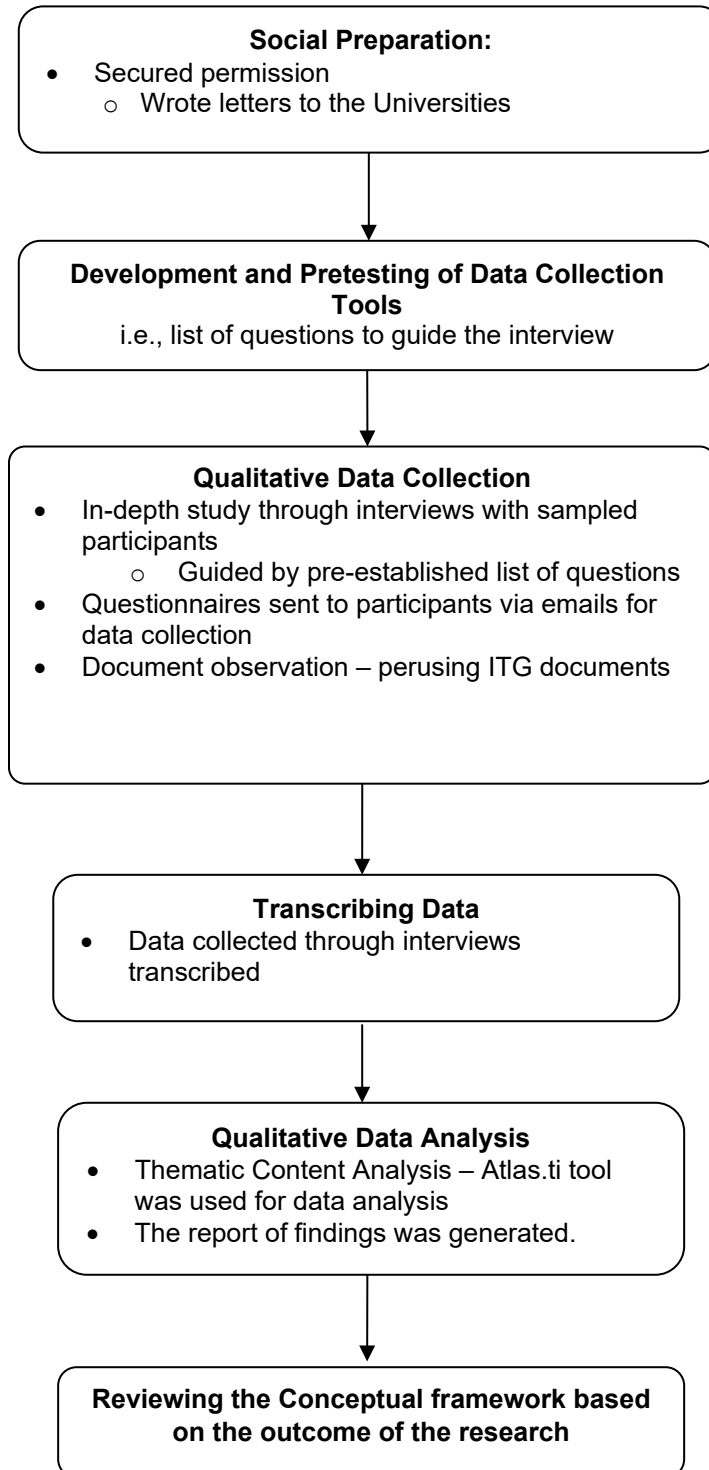 Social Preparation:
• Secured permission
o Wrote letters to the Universities
Development and Pretesting of Data Collection
Tools
i.e., list of questions to guide the interview
Qualitative Data Collection
• In-depth study through interviews with sampled
participants
o Guided by pre-established list of questions
• Questionnaires sent to participants via emails for
data collection
• Document observation – perusing ITG documents
Transcribing Data
• Data collected through interviews
transcribed
Qualitative Data Analysis
• Thematic Content Analysis – Atlas.ti tool
was used for data analysis
• The report of findings was generated.
Reviewing the Conceptual framework based
on the outcome of the research